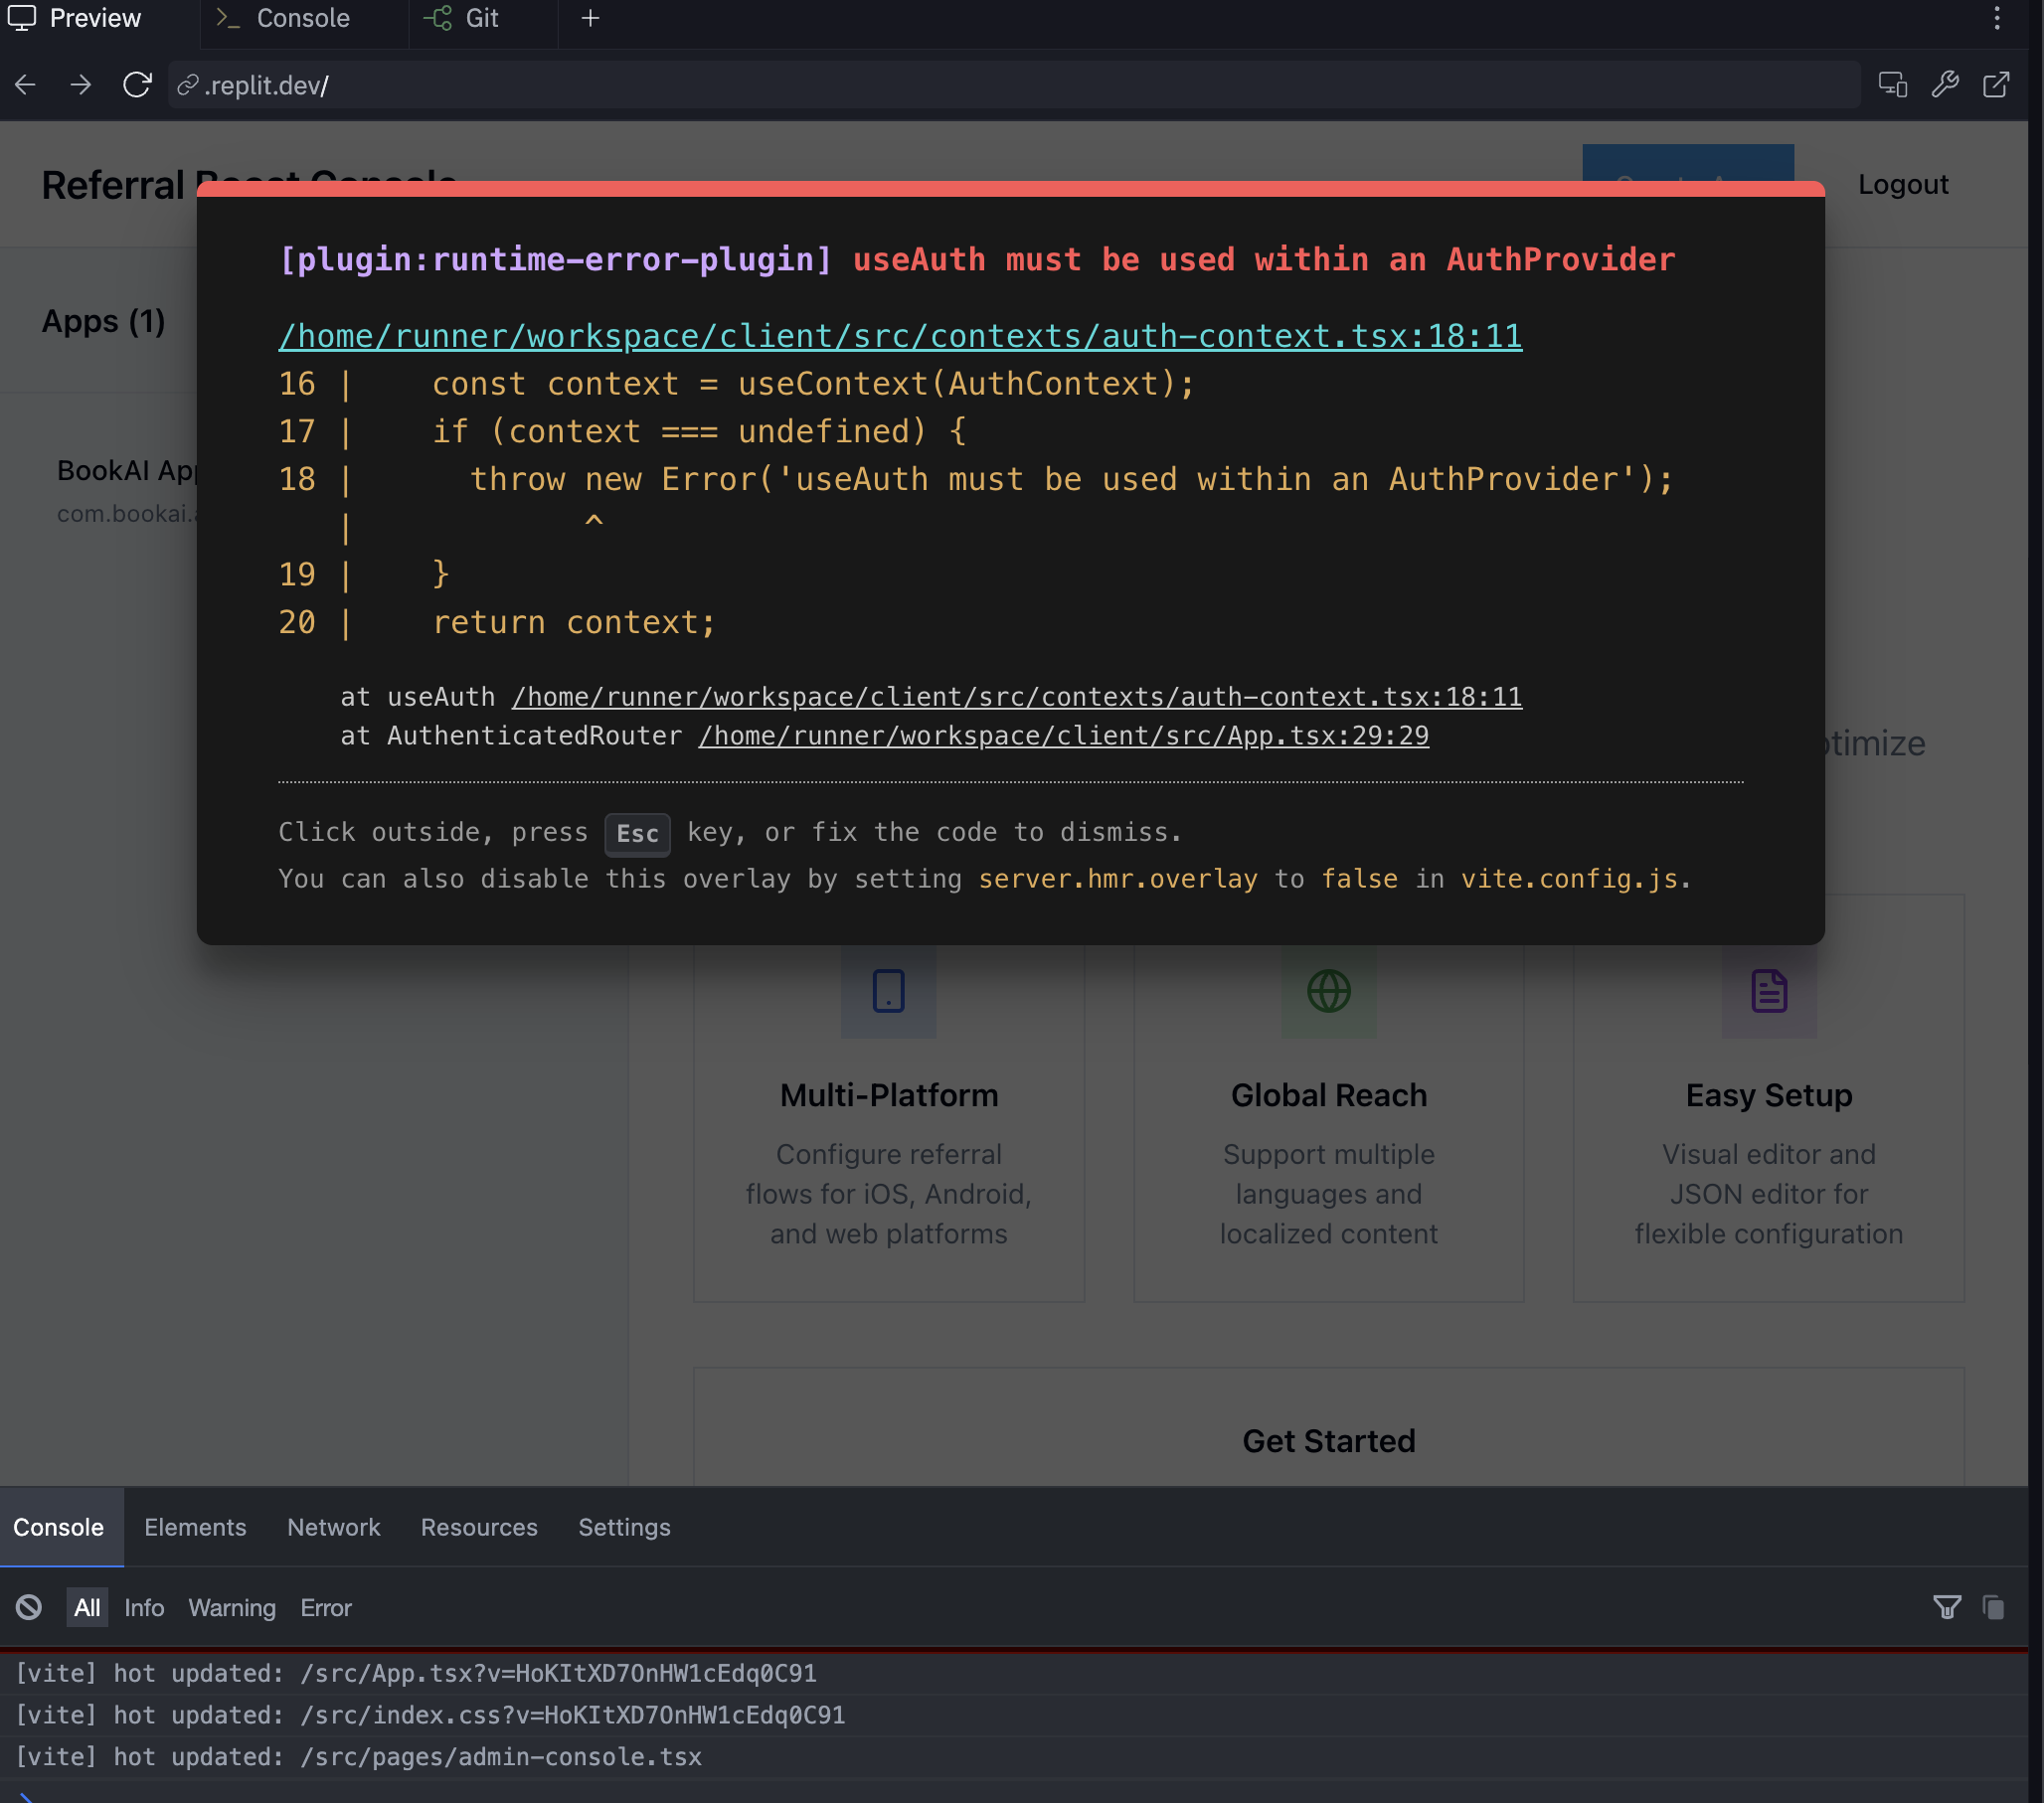 Preview
Console
Git
.replit.dev/
Referral
Logout
[plugin:runtime-error-plugin] useAuth must be used within an AuthProvider
Apps (1)
/home/runner/workspace/client/src/contexts/auth-context.tsx:18:11
16 |    const context = useContext(AuthContext);
17 |    if (context === undefined) {
BookAI
18 |      throw new Error('useAuth must be used within an AuthProvider');
com.bookai.
|            ^
19 |    }
20 |    return context;
at useAuth /home/runner/workspace/client/src/contexts/auth-context.tsx:18:11
at AuthenticatedRouter /home/runner/workspace/client/src/App.tsx:29:29
timize
Click outside, press Esc key, or fix the code to dismiss.
You can also disable this overlay by setting server.hmr.overlay to false in vite.config.js.
Multi-Platform
Configure referral
flows for iOS, Android,
and web platforms
Global Reach
Support multiple
languages and
localized content
Easy Setup
Visual editor and
JSON editor for
flexible configuration
Get Started
Console Elements Network Resources Settings
All Info Warning Error
[vite] hot updated: /src/App.tsx?v=HoKItXD7OnHW1cEdq0C91
[vite] hot updated: /src/index.css?v=HoKItXD7OnHW1cEdq0C91
[vite] hot updated: /src/pages/admin-console.tsx